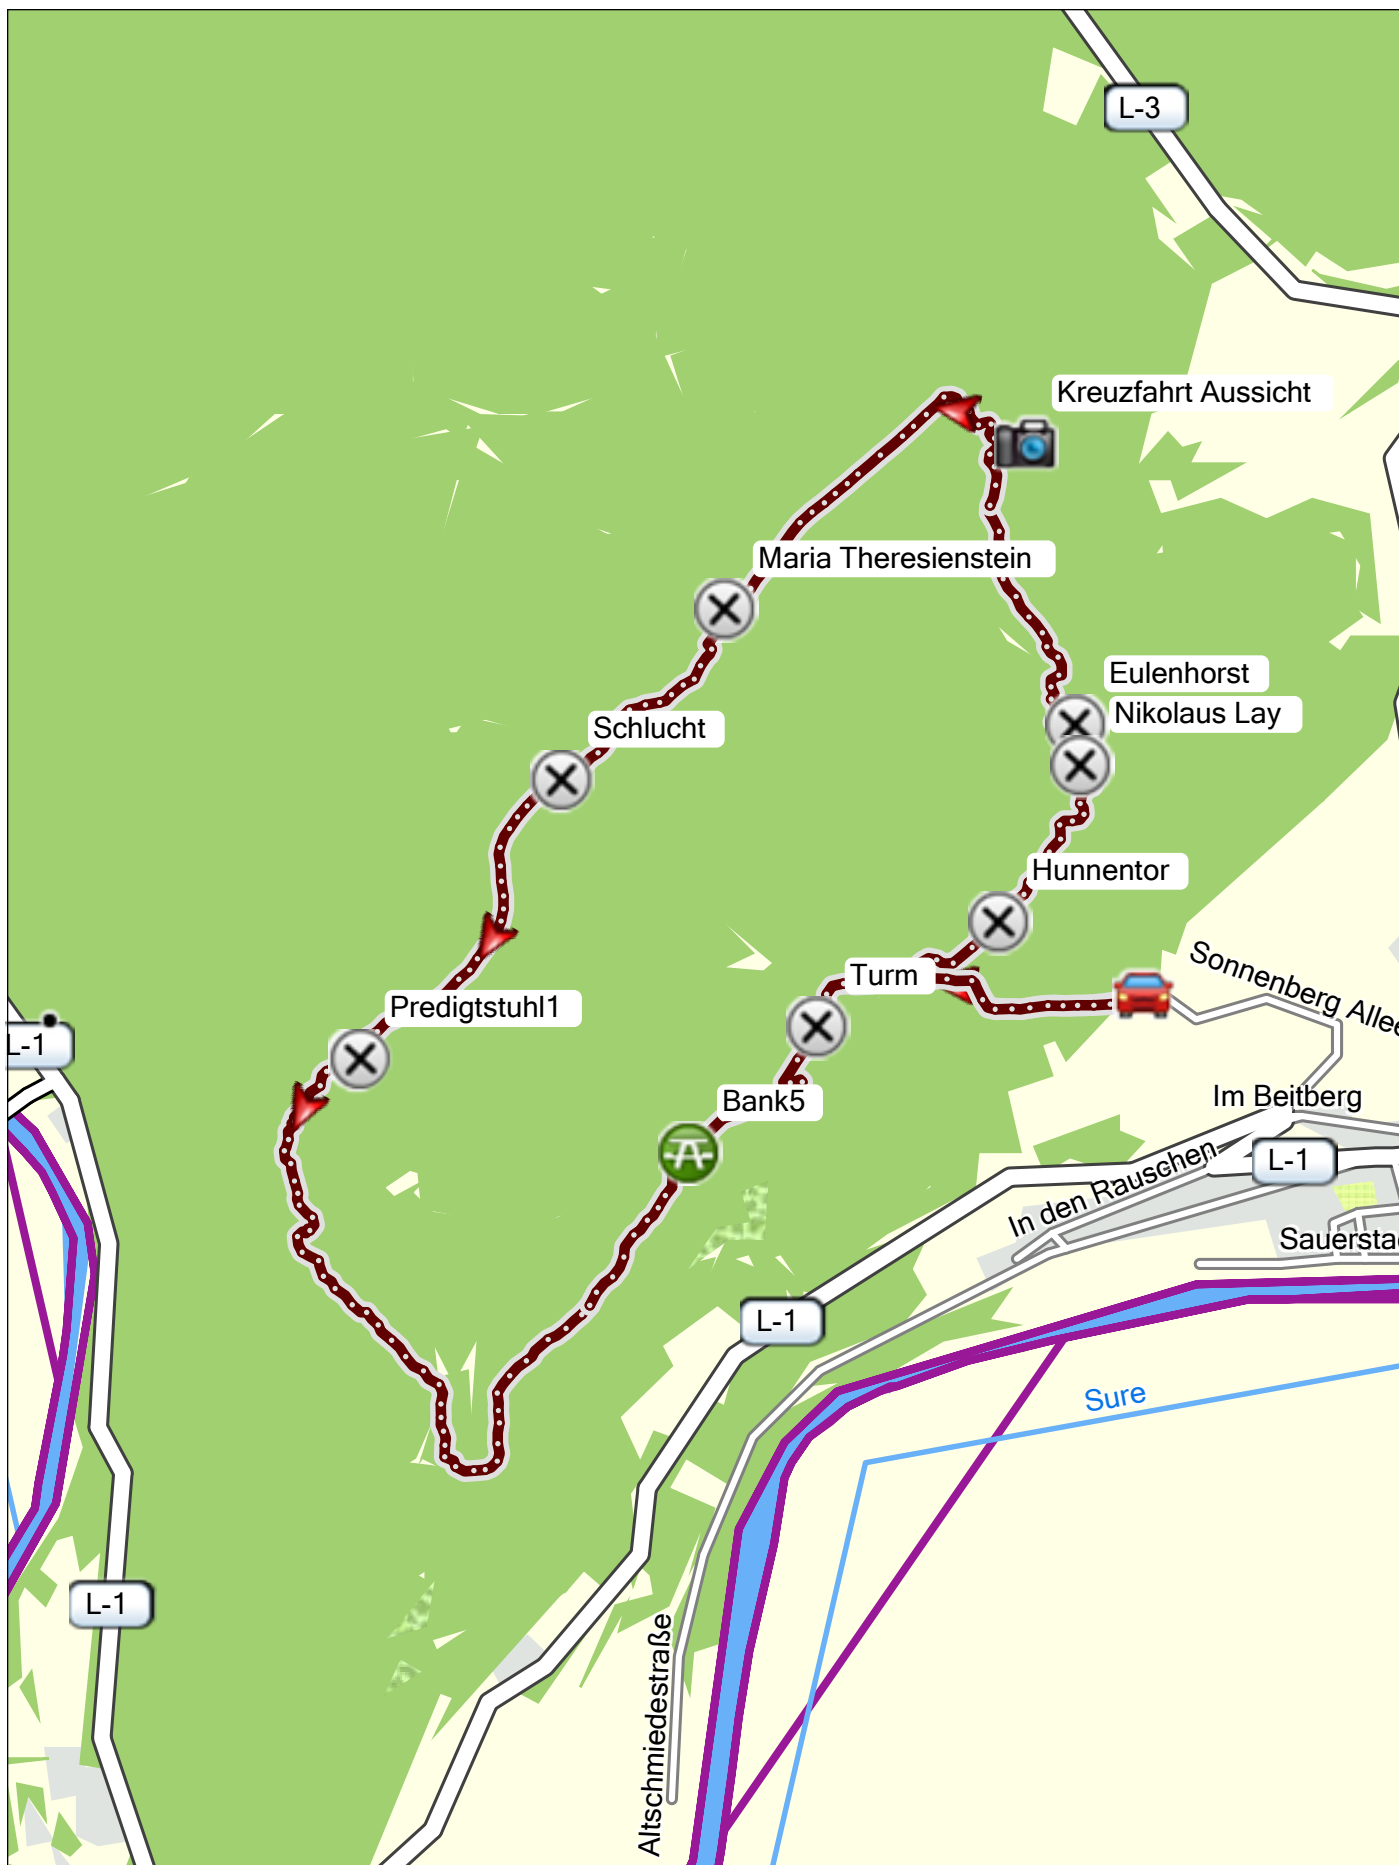 L-3
Kreuzfahrt Aussicht
Maria Theresienstein
Eulenhorst
Nikolaus Lay
Schlucht
Hunnentor
Turm
Sonnenberg Allee
Predigtstuhl1
L-1
Bank5
Im Beitberg
In den Rauschen
L-1
Sauersta
L-1
Sure
L-1
Altschmiedestraße